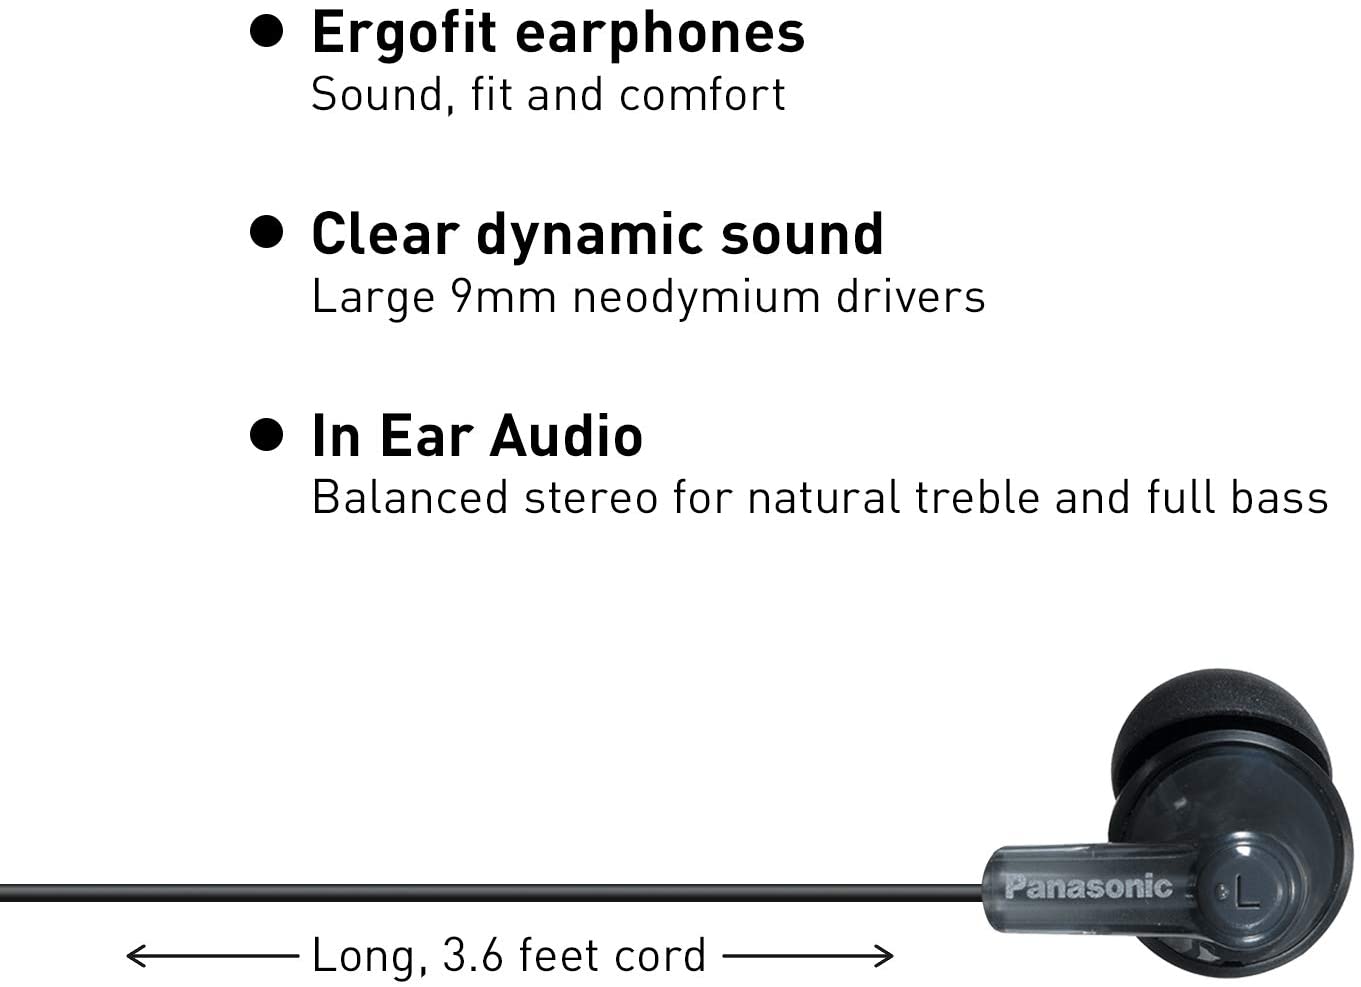 Ergofit earphones
Sound, fit and comfort
Clear dynamic sound
Large 9mm neodymium drivers
In Ear Audio
Balanced stereo for natural treble and full bass
Panasonic
L
Long, 3.6 feet cord